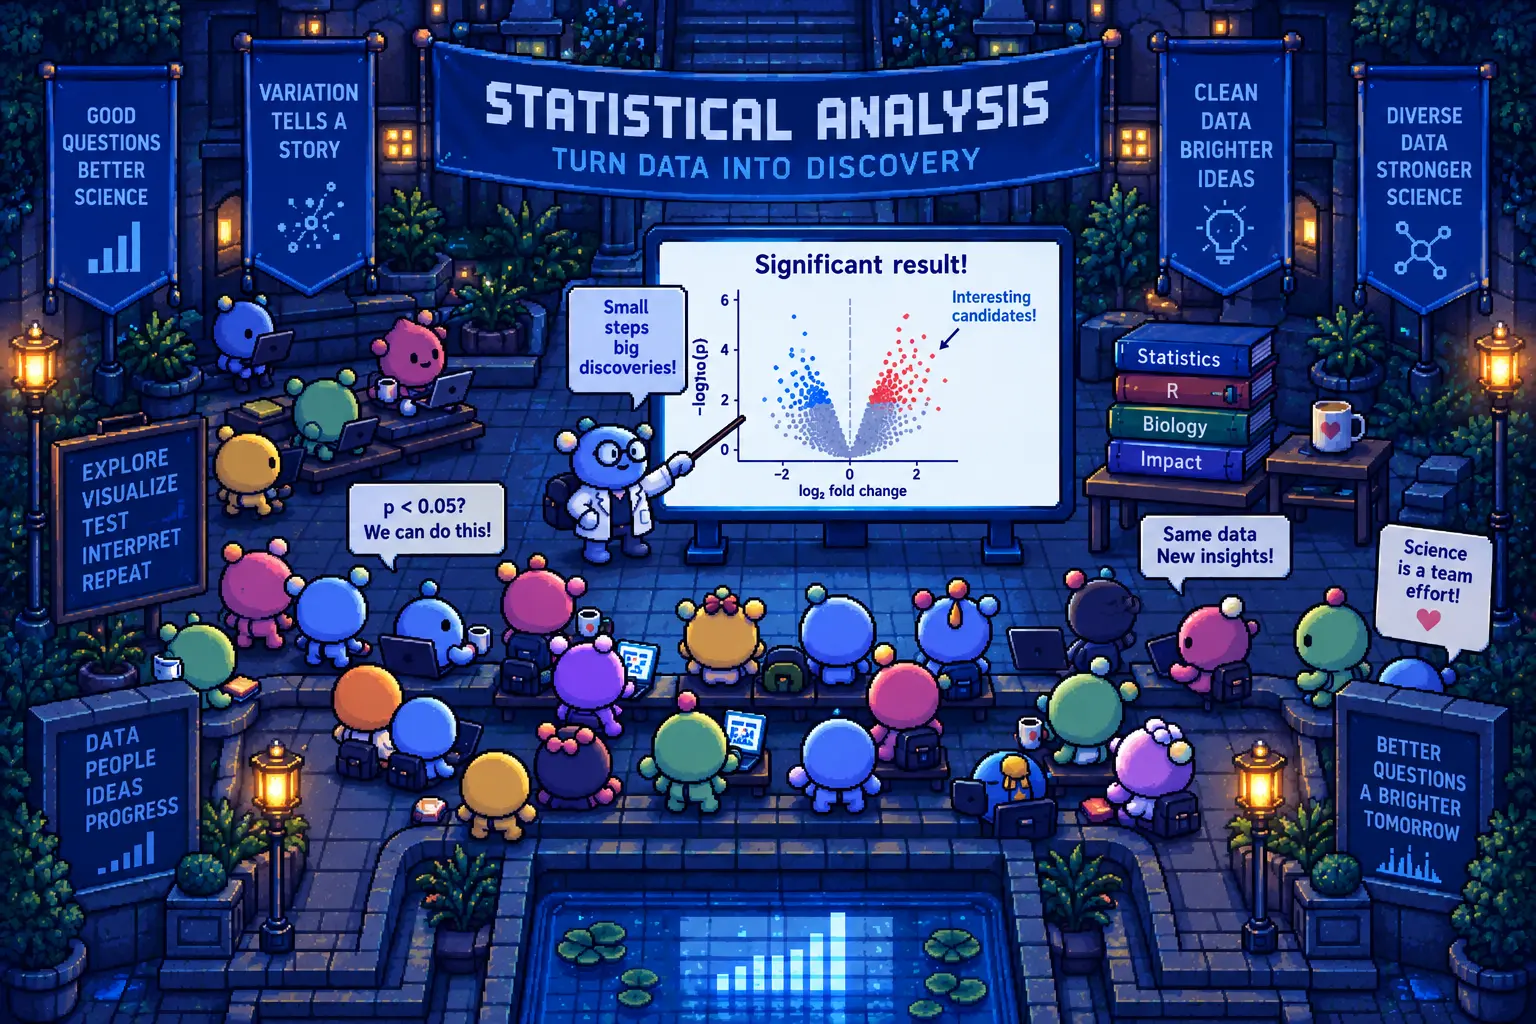 STATISTICAL ANALYSIS
TURN DATA INTO DISCOVERY
GOOD
QUESTIONS
BETTER
SCIENCE
VARIATION
TELLS A
STORY
CLEAN
DATA
BRIGHTER
IDEAS
DIVERSE
DATA
STRONGER
SCIENCE
Significant result!
Interesting
candidates!
6
4
2
0
-log₁₀(p)
−2
0
2
log₂ fold change
Small
steps
big
discoveries!
Statistics
R
Biology
Impact
EXPLORE
VISUALIZE
TEST
INTERPRET
REPEAT
p < 0.05?
We can do this!
Same data
New insights!
Science
is a team
effort!
DATA
PEOPLE
IDEAS
PROGRESS
BETTER
QUESTIONS
A BRIGHTER
TOMORROW